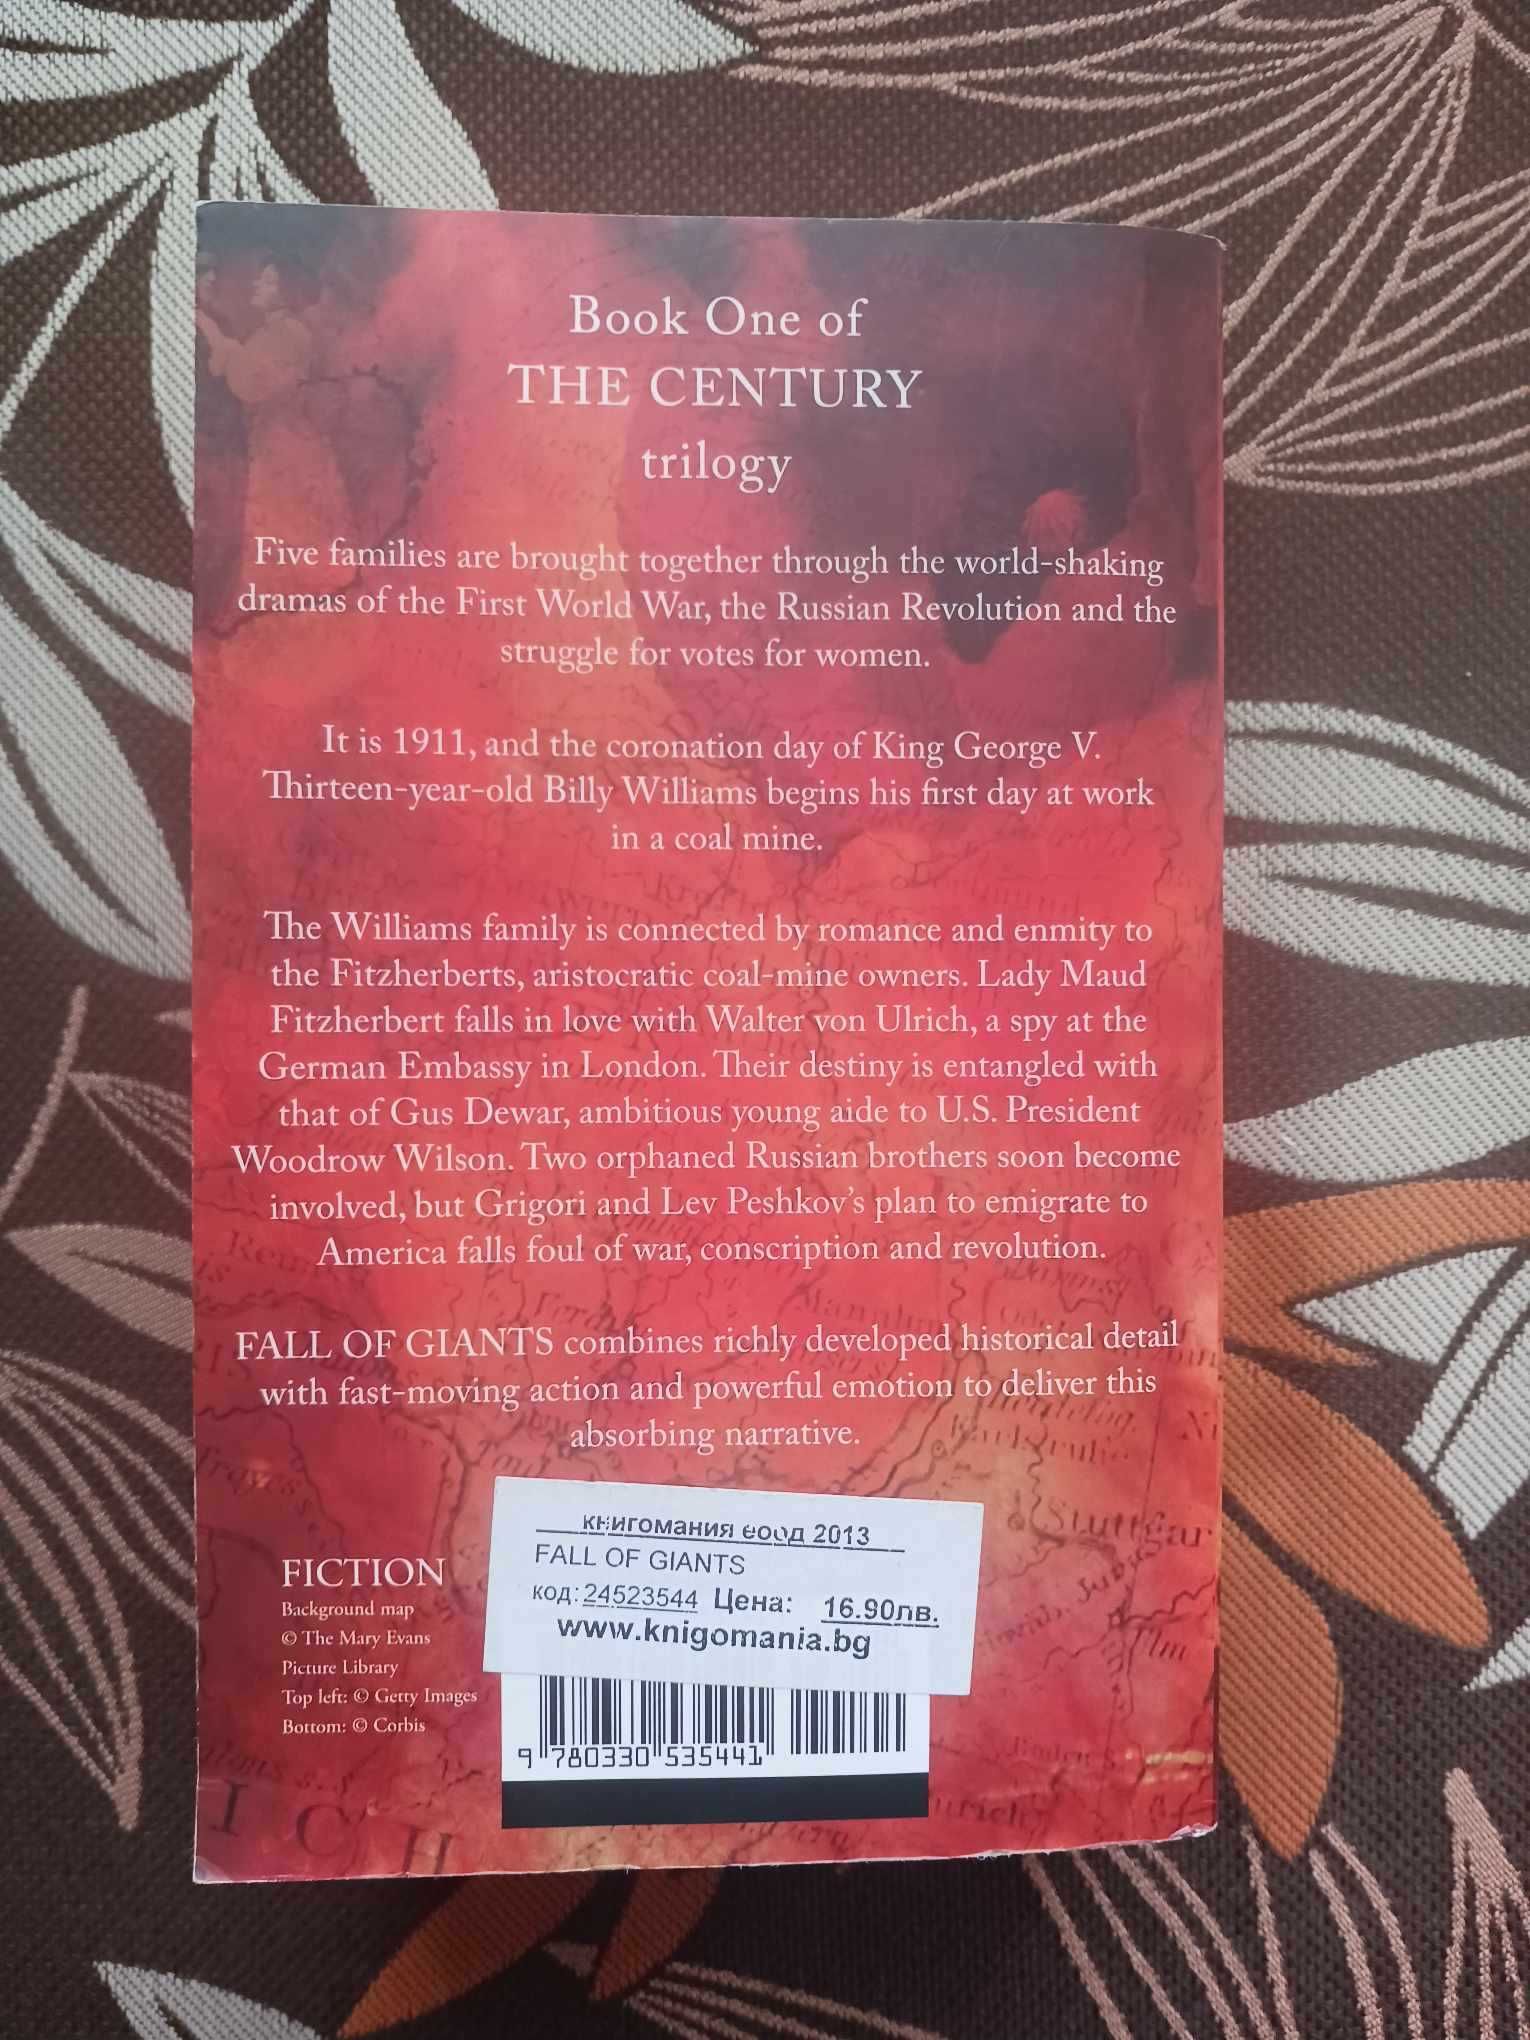 Book One of
THE CENTURY
trilogy
Five families are brought together through the world-shaking
dramas of the First World War, the Russian Revolution and the
struggle for votes for women.
It is 1911, and the coronation day of King George V.
Thirteen-year-old Billy Williams begins his first day at work
in a coal mine.
The Williams family is connected by romance and enmity to
the Fitzherberts, aristocratic coal-mine owners. Lady Maud
Fitzherbert falls in love with Walter von Ulrich, a spy at the
German Embassy in London. Their destiny is entangled with
that of Gus Dewar, ambitious young aide to U.S. President
Woodrow Wilson. Two orphaned Russian brothers soon become
involved, but Grigori and Lev Peshkov's plan to emigrate to
America falls foul of war, conscription and revolution.
FALL OF GIANTS combines richly developed historical detail
with fast-moving action and powerful emotion to deliver this
absorbing narrative.
книгомания еоод 2013
FALL OF GIANTS
код: 24523544 Цена: 16.90лв.
www.knigomania.bg
FICTION
Background map
© The Mary Evans
Picture Library
Top left: © Getty Images
Bottom: © Corbis
9 780330 535441
Stuttgar
Karlsruhe
Ulm
I C H